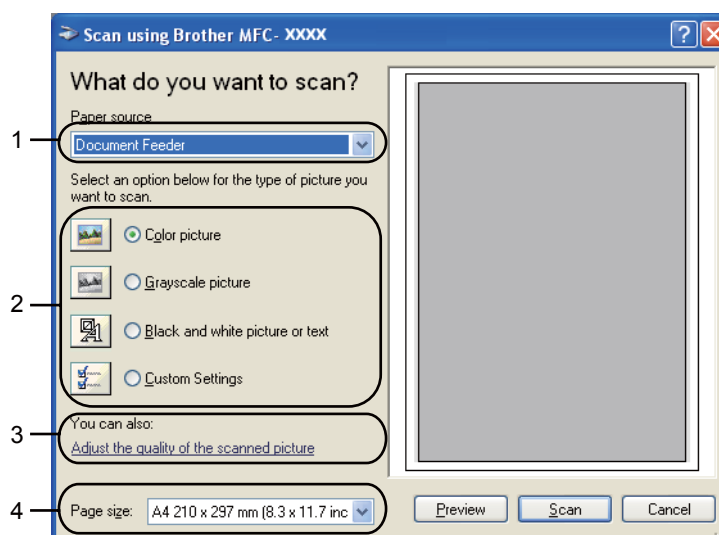 Scan using Brother MFC- XXXX
What do you want to scan?
Paper source
1
Document Feeder
Select an option below for the type of picture you
want to scan.
Color picture
Grayscale picture
2
Black and white picture or text
Custom Settings
You can also:
3
Adjust the quality of the scanned picture
4
Page size:
A4 210 x 297 mm (8.3 x 11.7 inc
Preview
Scan
Cancel